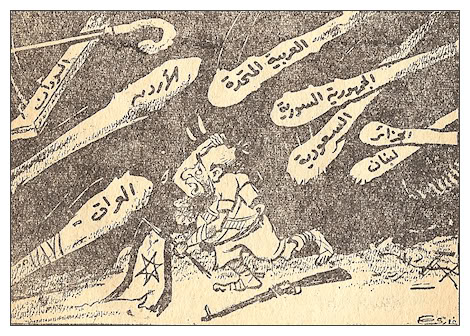 السودان
الأردن
العربية المتحدة
الجمهورية السورية
السعودية
الجزائر
لبنان
العراق